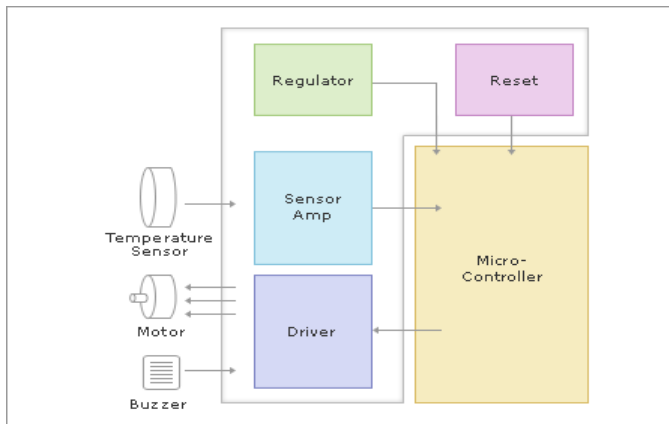 Regulator
Reset
Sensor
Amp
Temperature
Sensor
Micro-
Controller
Motor
Driver
Buzzer